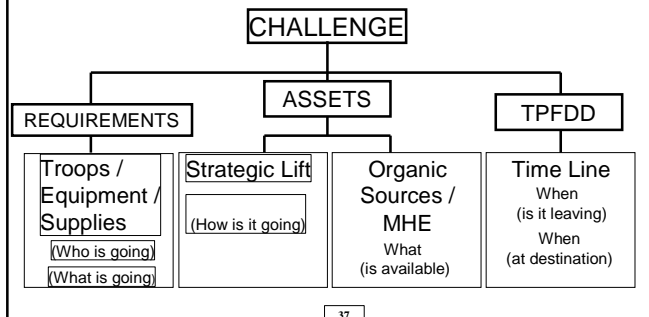 CHALLENGE
REQUIREMENTS
ASSETS
TPFDD
Troops /
Equipment /
Supplies
(Who is going)
(What is going)
Strategic Lift
(How is it going)
Organic
Sources /
MHE
What
(is available)
Time Line
When
(is it leaving)
When
(at destination)
37